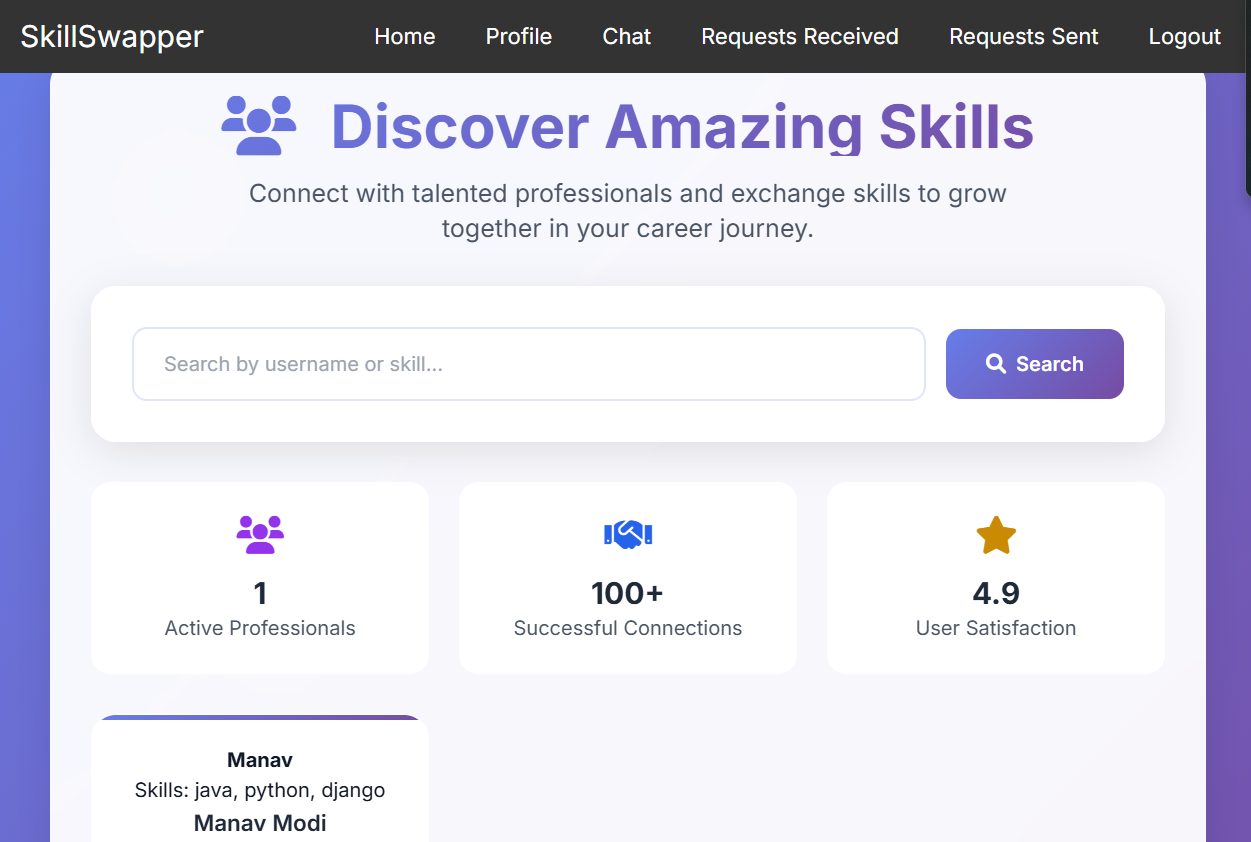 SkillSwapper Home Profile Chat Requests Received Requests Sent Logout
Discover Amazing Skills
Connect with talented professionals and exchange skills to grow
together in your career journey.
Search by username or skill...
Search
1
Active Professionals
100+
Successful Connections
4.9
User Satisfaction
Manav
Skills: java, python, django
Manav Modi